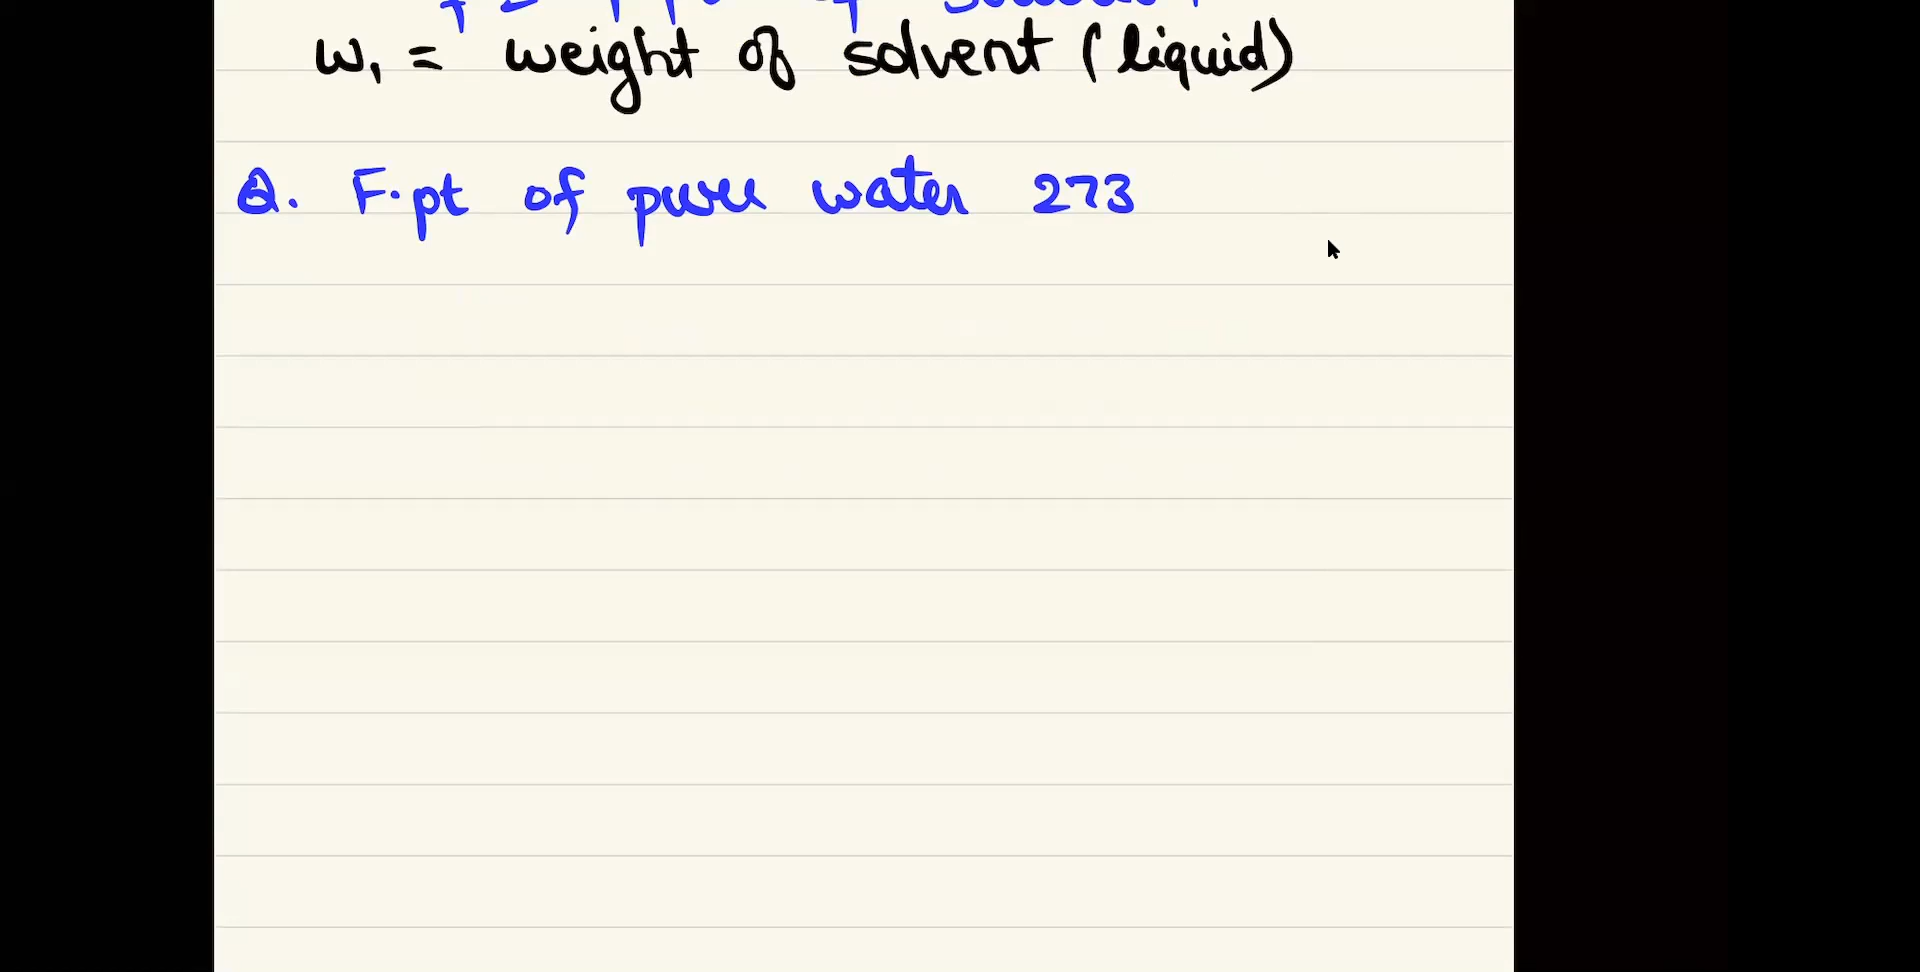 w₁ = weight of solvent (liquid)
Q. F.pt of pure water 273